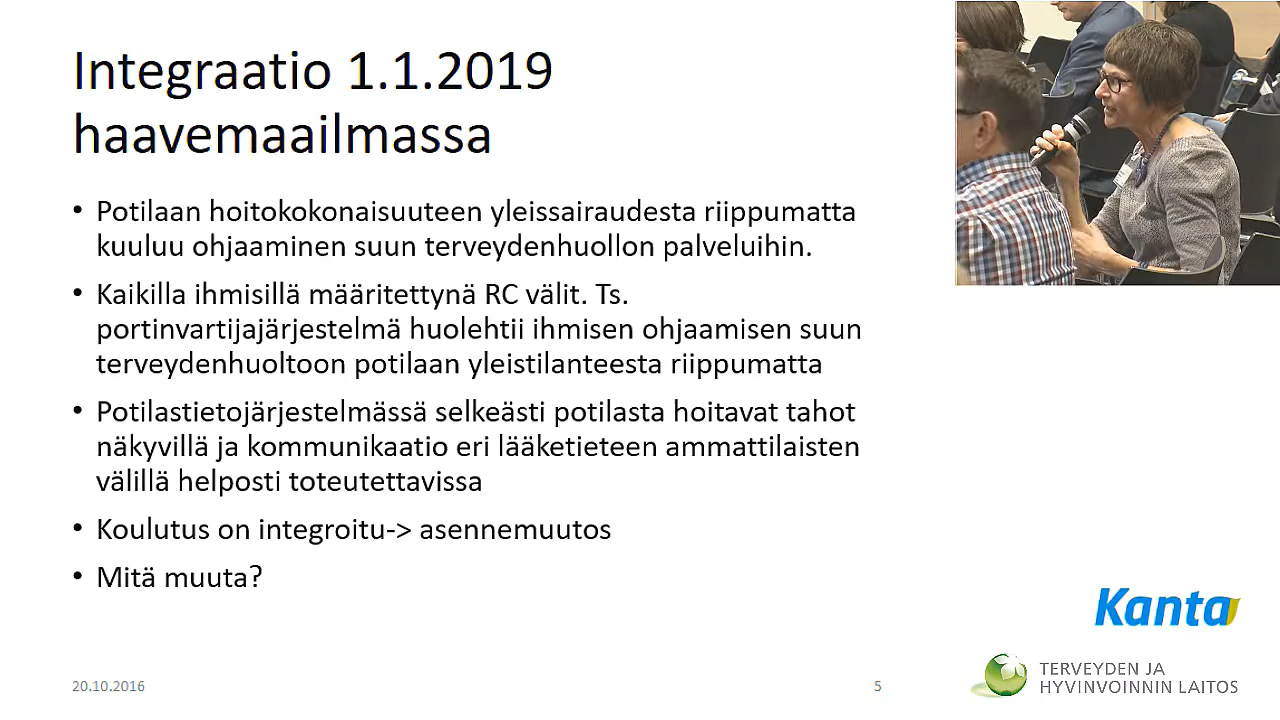 Integraatio 1.1.2019
haavemaailmassa
• Potilaan hoitokokonaisuuteen yleissairaudesta riippumatta
kuuluu ohjaaminen suun terveydenhuollon palveluihin.
• Kaikilla ihmisillä määritettynä RC välit. Ts.
portinvartijajärjestelmä huolehtii ihmisen ohjaamisen suun
terveydenhuoltoon potilaan yleistilanteesta riippumatta
• Potilastietojärjestelmässä selkeästi potilasta hoitavat tahot
näkyvillä ja kommunikaatio eri lääketieteen ammattilaisten
välillä helposti toteutettavissa
• Koulutus on integroitu-> asennemuutos
• Mitä muuta?
Kanta
20.10.2016
5
TERVEYDEN JA
HYVINVOINNIN LAITOS